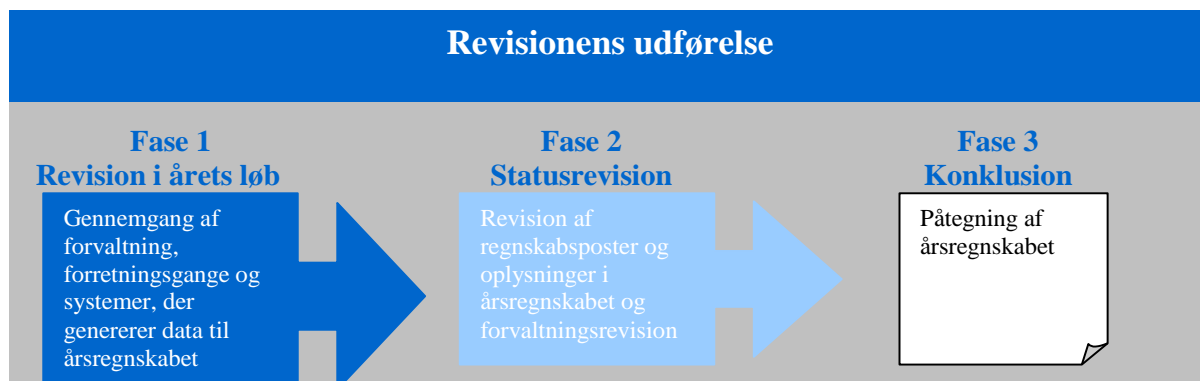 Revisionens udførelse
Fase 1
Revision i årets løb
Gennemgang af
forvaltning,
forretningsgange og
systemer, der
genererer data til
årsregnskabet
Fase 2
Statusrevision
Revision af
regnskabsposter og
oplysninger i
årsregnskabet og
forvaltningsrevision
Fase 3
Konklusion
Påtegning af
årsregnskabet